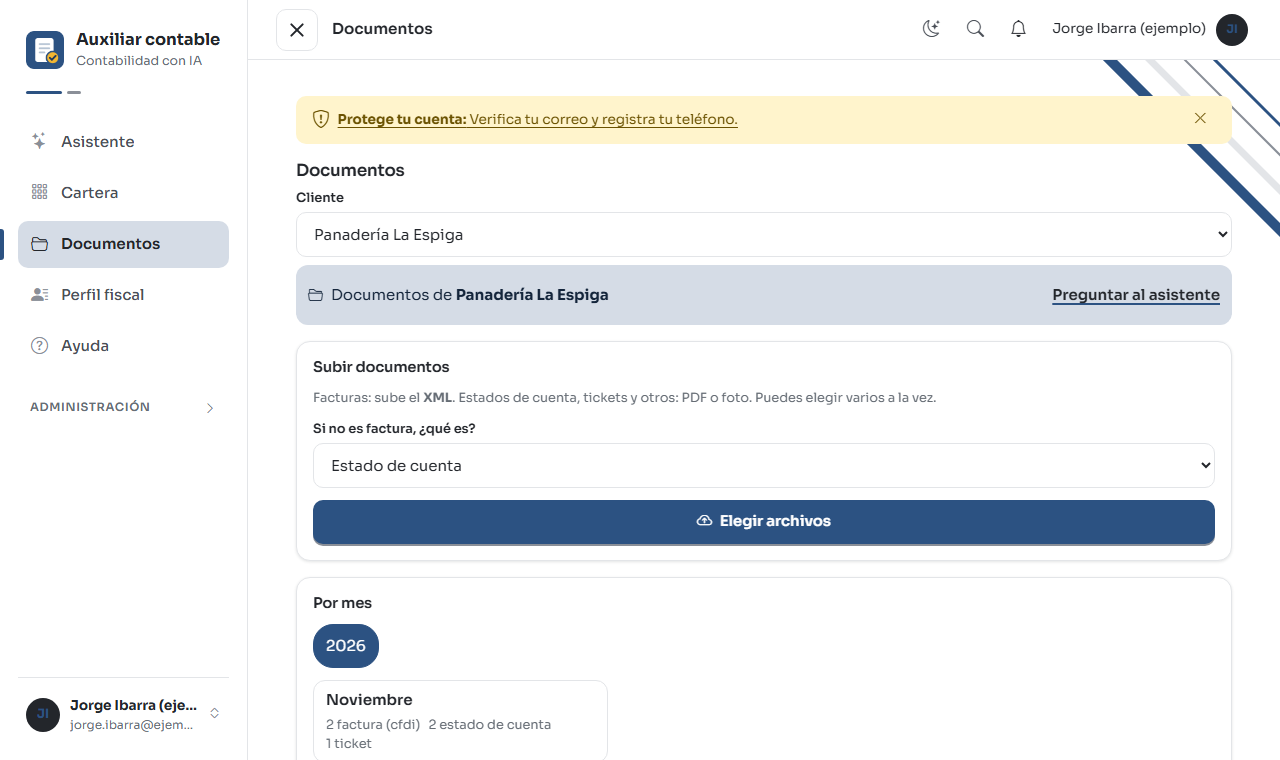 Auxiliar contable
Contabilidad con IA
Asistente
Cartera
Documentos
Perfil fiscal
Ayuda
ADMINISTRACIÓN
JI
Jorge Ibarra (eje...
jorge.ibarra@ejem...
Documentos
Jorge Ibarra (ejemplo)
JI
Protege tu cuenta: Verifica tu correo y registra tu teléfono.
Documentos
Cliente
Panadería La Espiga
Documentos de Panadería La Espiga
Preguntar al asistente
Subir documentos
Facturas: sube el XML. Estados de cuenta, tickets y otros: PDF o foto. Puedes elegir varios a la vez.
Si no es factura, ¿qué es?
Estado de cuenta
Elegir archivos
Por mes
2026
Noviembre
2 factura (cfdi) 2 estado de cuenta
1 ticket